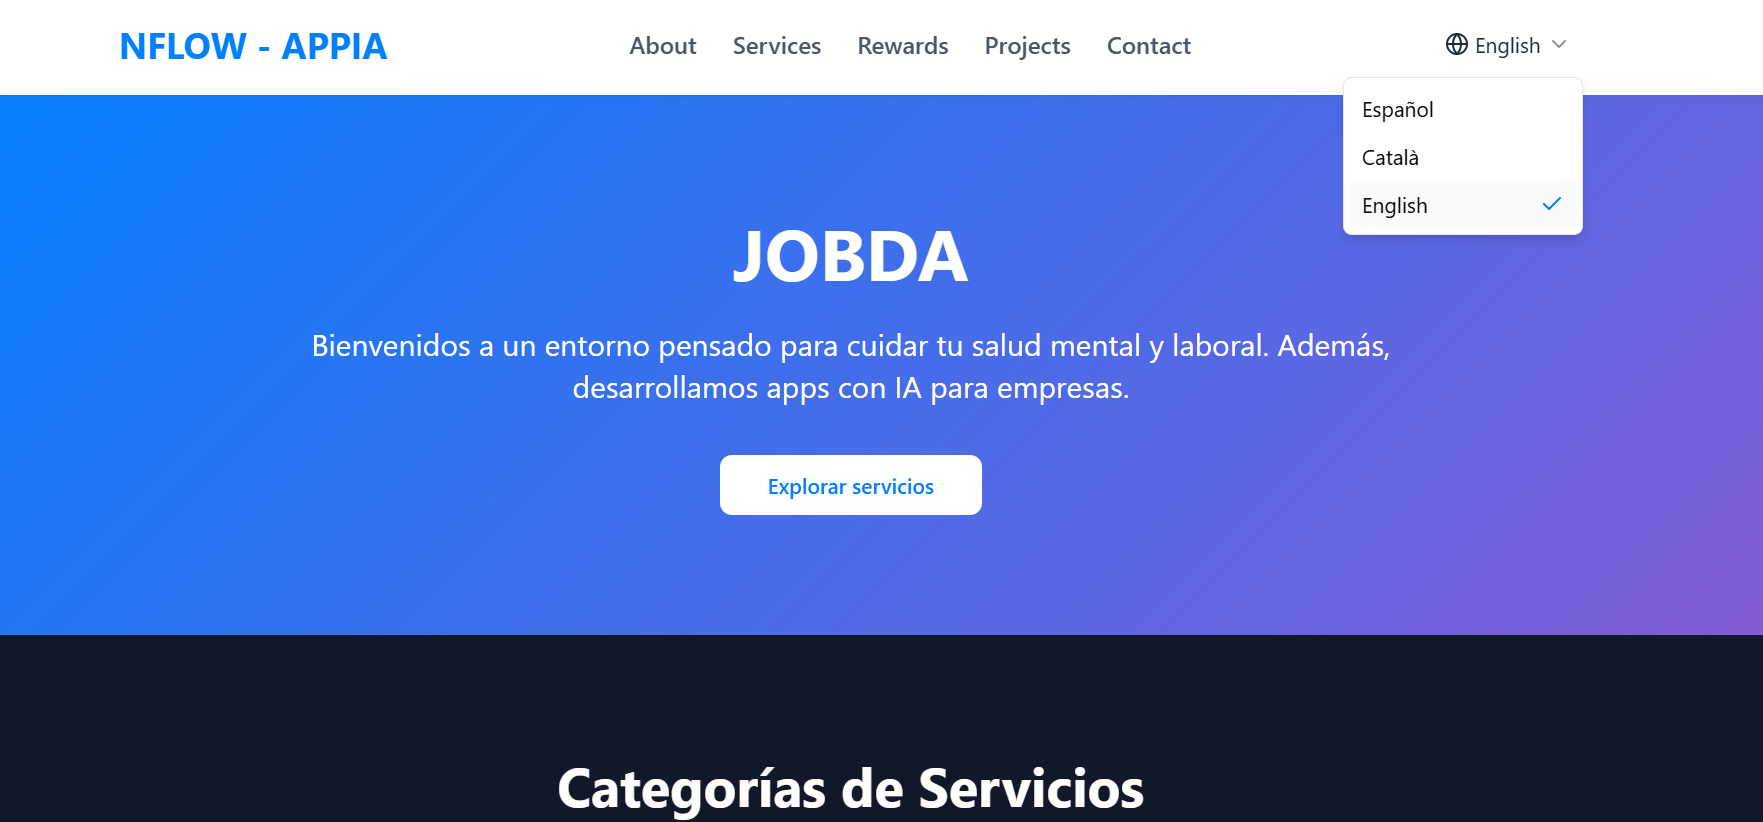 NFLOW - APPIA
About Services Rewards Projects Contact
English
Español
Català
English
JOBDA
Bienvenidos a un entorno pensado para cuidar tu salud mental y laboral. Además,
desarrollamos apps con IA para empresas.
Explorar servicios
Categorías de Servicios